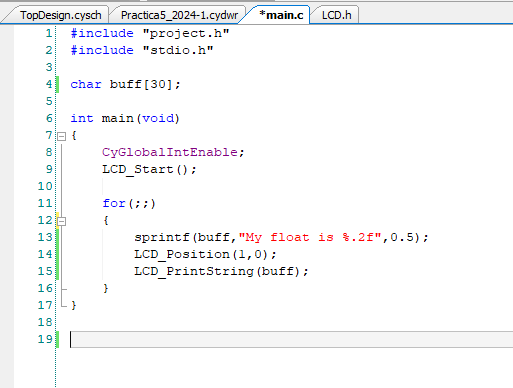 TopDesign.cysch Practica5_2024-1.cydwr *main.c LCD.h
1 #include "project.h"
2 #include "stdio.h"
3
4 char buff[30];
5
6 int main(void)
7 {
8 CyGlobalIntEnable;
9 LCD_Start();
10
11 for(;;)
12 {
13 sprintf(buff,"My float is %.2f",0.5);
14 LCD_Position(1,0);
15 LCD_PrintString(buff);
16 }
17 }
18
19